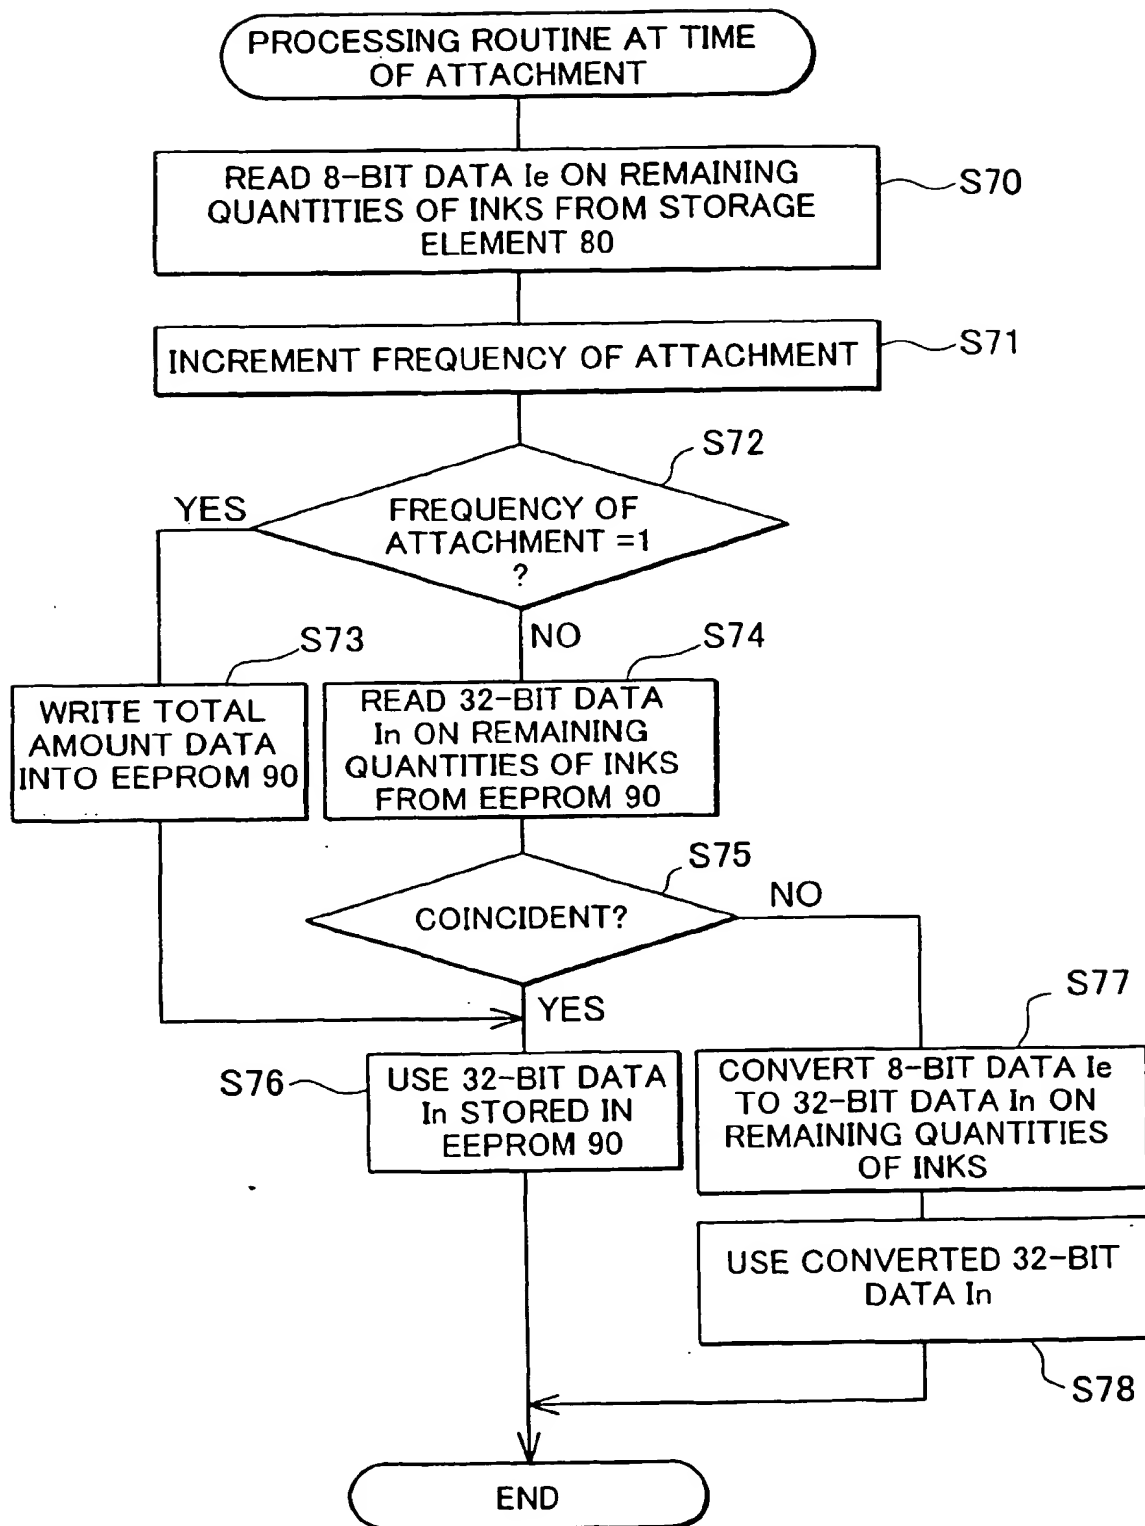 PROCESSING ROUTINE AT TIME
OF ATTACHMENT
READ 8-BIT DATA Ie ON REMAINING
QUANTITIES OF INKS FROM STORAGE
ELEMENT 80
S70
INCREMENT FREQUENCY OF ATTACHMENT
S71
S72
YES
FREQUENCY OF
ATTACHMENT =1
?
NO
S73
S74
WRITE TOTAL
AMOUNT DATA
INTO EEPROM 90
READ 32-BIT DATA
In ON REMAINING
QUANTITIES OF INKS
FROM EEPROM 90
S75
COINCIDENT?
NO
YES
S77
S76
USE 32-BIT DATA
In STORED IN
EEPROM 90
CONVERT 8-BIT DATA Ie
TO 32-BIT DATA In ON
REMAINING QUANTITIES
OF INKS
USE CONVERTED 32-BIT
DATA In
S78
END